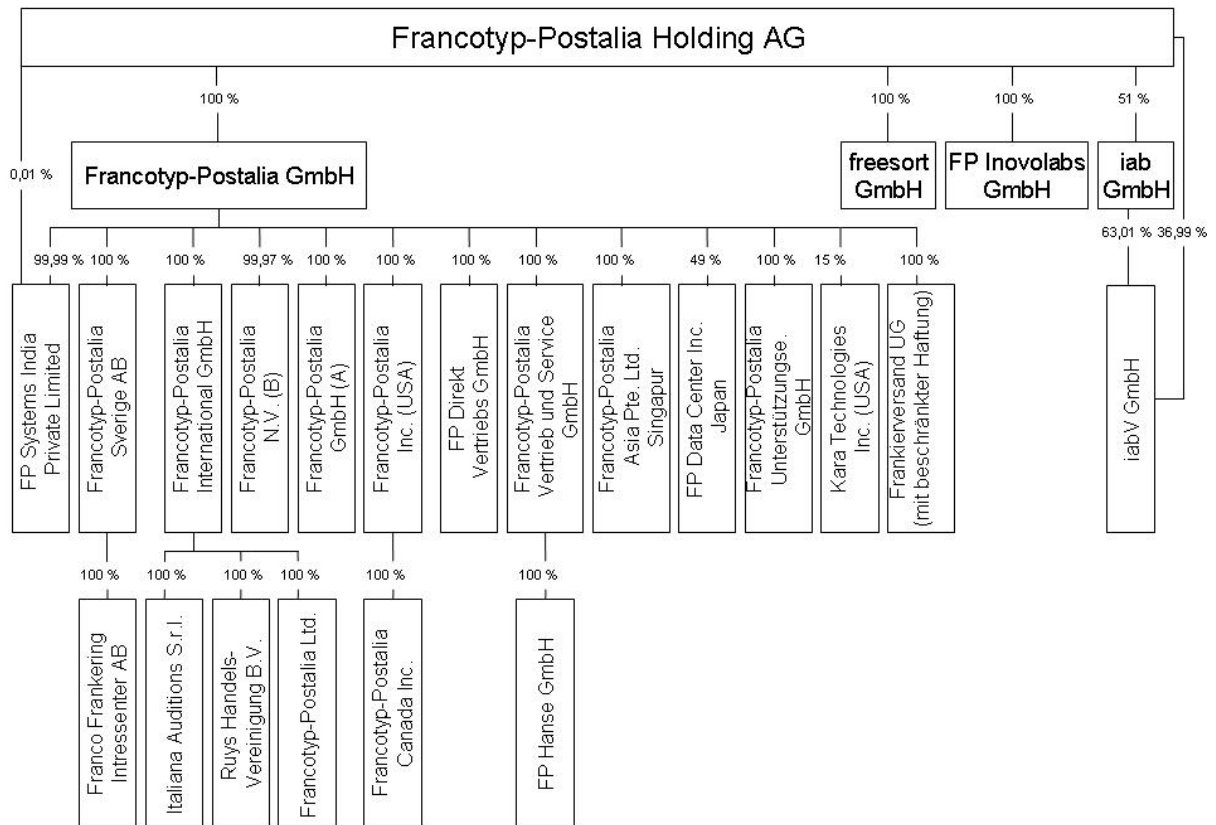 Francotyp-Postalia Holding AG
100 %
100 %
100 %
51 %
0,01 %
Francotyp-Postalia GmbH
freesort
GmbH
FP Inovolabs
GmbH
iab
GmbH
63,01 %
36,99 %
99,99 %
100 %
100 %
99,97 %
100 %
100 %
100 %
100 %
100 %
49 %
100 %
15 %
100 %
FP Systems India
Private Limited
Francotyp-Postalia
Sverige AB
Francotyp-Postalia
International GmbH
Francotyp-Postalia
N.V. (B)
Francotyp-Postalia
GmbH (A)
Francotyp-Postalia
Inc. (USA)
FP Direkt
Vertriebs GmbH
Francotyp-Postalia
Vertrieb und Service
GmbH
Francotyp-Postalia
Asia Pte. Ltd.
Singapur
FP Data Center Inc.
Japan
Francotyp-Postalia
Unterstützungse.
GmbH
Kara Technologies
Inc. (USA)
Frankierversand UG
(mit beschränkter Haftung)
iabV GmbH
100 %
100 %
100 %
100 %
100 %
100 %
Franco Frankering
Intressenter AB
Italiana Auditions S.r.l.
Ruys Handels-
Vereinigung B.V.
Francotyp-Postalia Ltd.
Francotyp-Postalia
Canada Inc.
FP Hanse GmbH